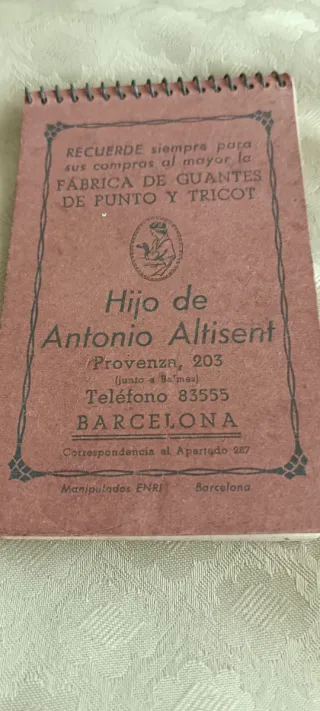 RECUERDE siempre para
sus compras al mayor la
FÁBRICA DE GUANTES
DE PUNTO Y TRICOT
Hijo de
Antonio Altisent
Provenza, 203
(junto a Balmes)
Teléfono 83555
BARCELONA
Correspondencia al Apartado 287
Manipulados ENRI Barcelona